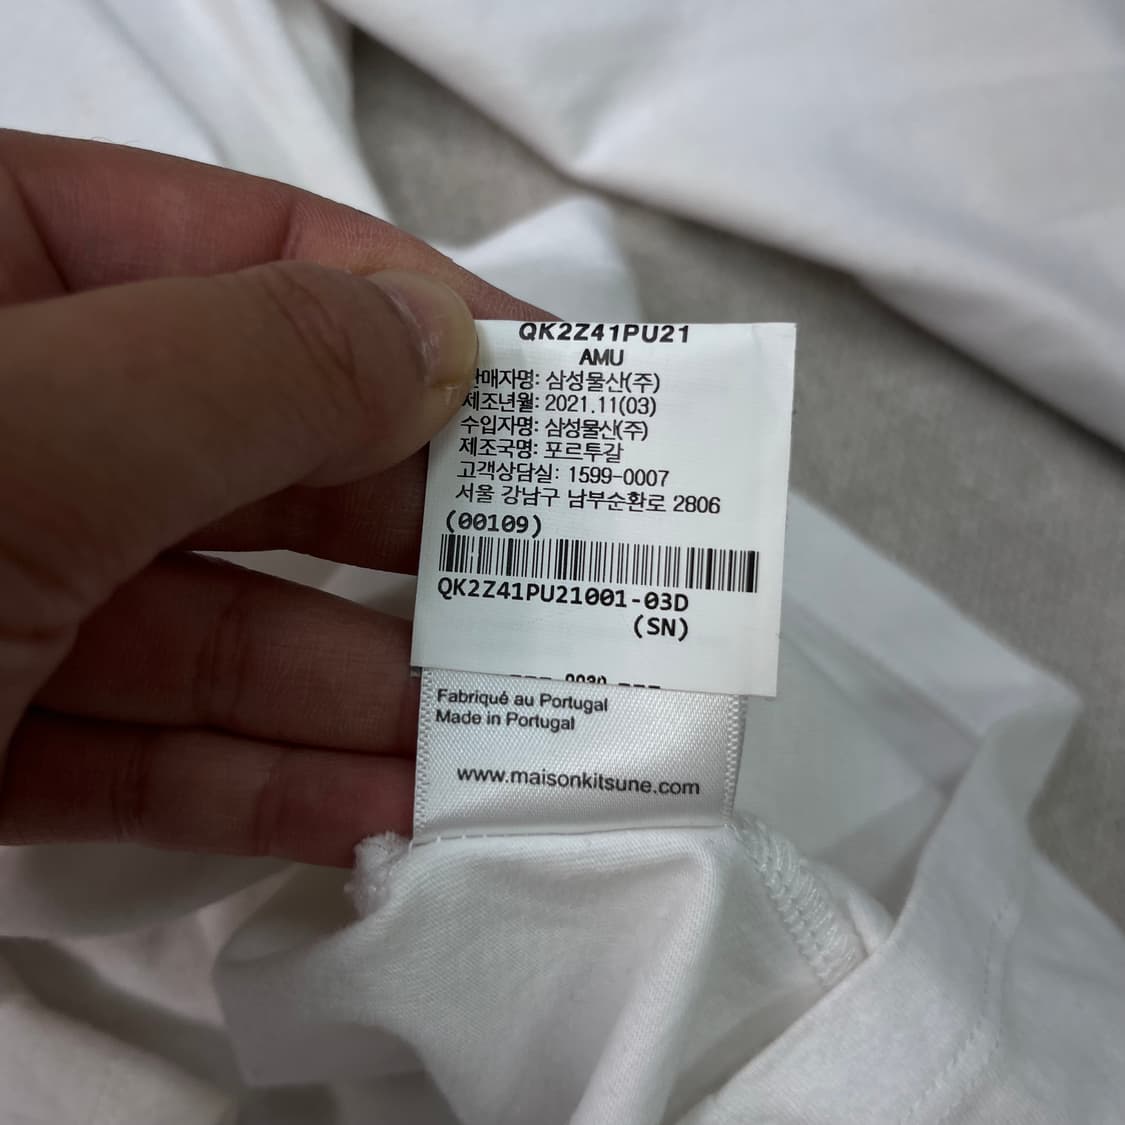 QK2Z41PU21
AMU
판매자명: 삼성물산(주)
제조년월: 2021.11(03)
수입자명: 삼성물산(주)
제조국명: 포르투갈
고객상담실: 1599-0007
서울 강남구 남부순환로 2806
(00109)
QK2Z41PU21001-03D
(SN)
Fabriqué au Portugal
Made in Portugal
www.maisonkitsune.com